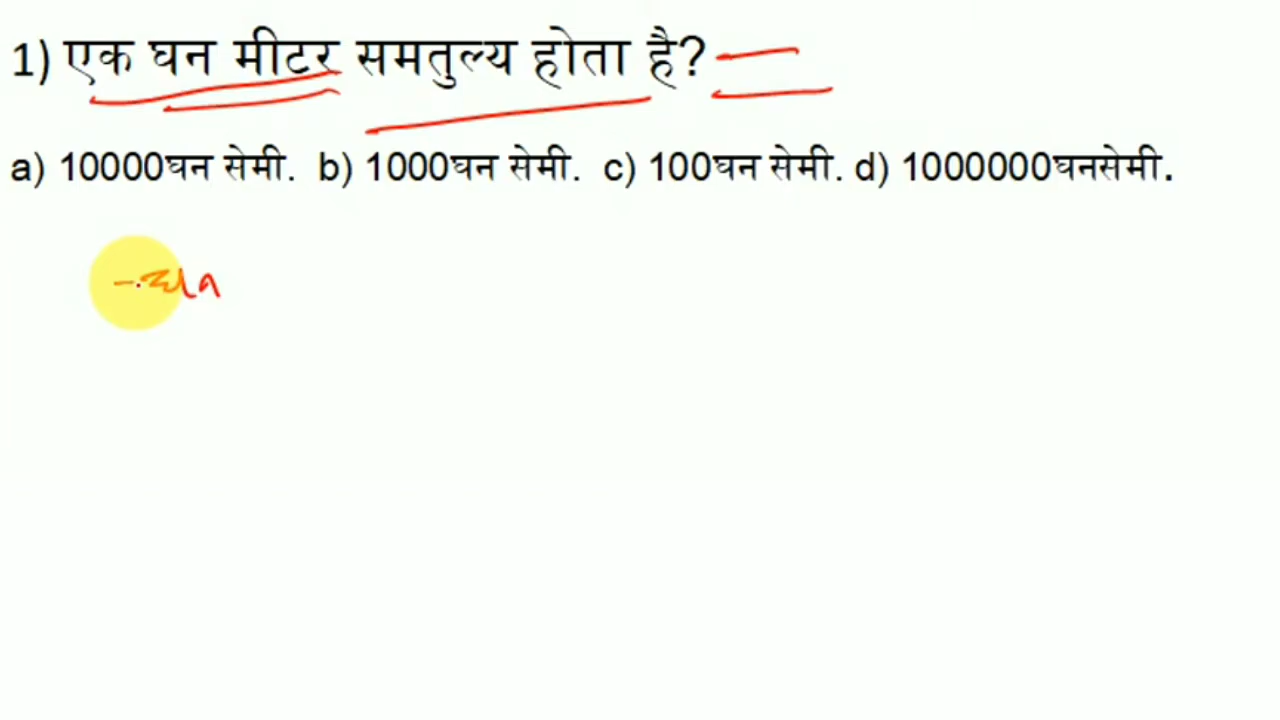 1) एक घन मीटर समतुल्य होता है?
a) 10000घन सेमी. b) 1000घन सेमी. c) 100घन सेमी. d) 1000000घनसेमी.